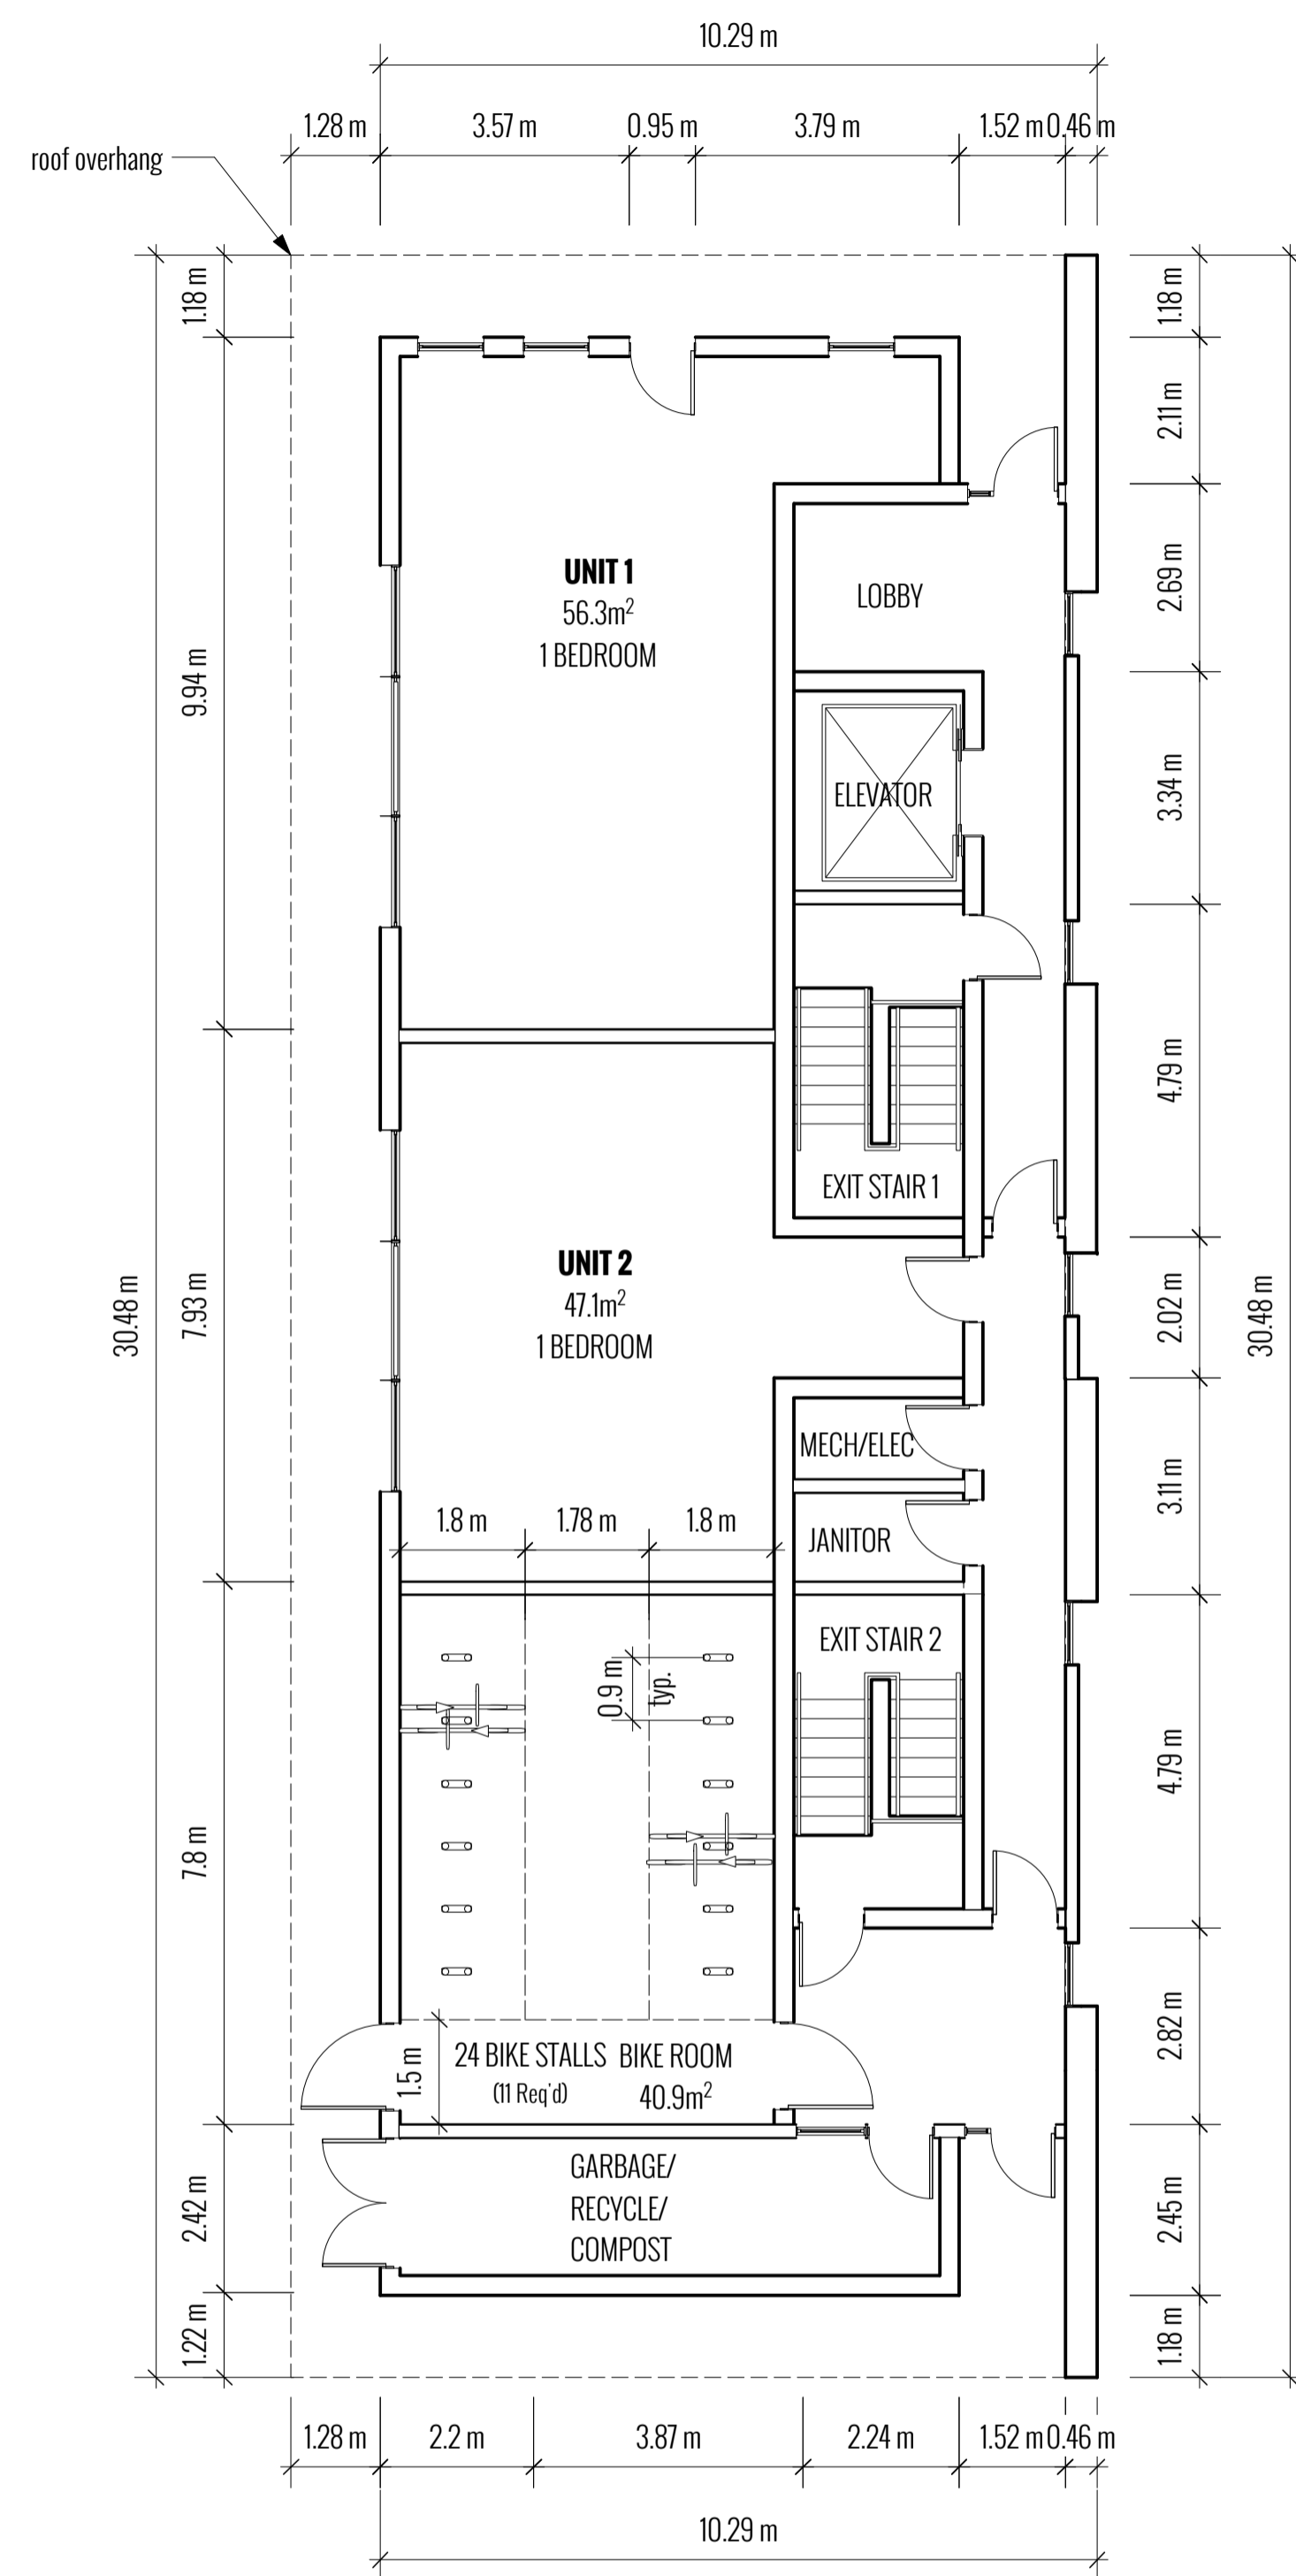 10.29 m
1.28 m
3.57 m
0.95 m
3.79 m
1.52 m
0.46 m
roof overhang
1.18 m
1.18 m
2.11 m
UNIT 1
56.3m²
1 BEDROOM
LOBBY
2.69 m
9.94 m
ELEVATOR
3.34 m
4.79 m
EXIT STAIR 1
UNIT 2
47.1m²
1 BEDROOM
30.48 m
7.93 m
2.02 m
30.48 m
MECH/ELEC
3.11 m
1.8 m
1.78 m
1.8 m
JANITOR
EXIT STAIR 2
0.9 m
typ.
4.79 m
7.8 m
1.5 m
24 BIKE STALLS
(11 Req'd)
BIKE ROOM
40.9m²
2.82 m
GARBAGE/
RECYCLE/
COMPOST
2.42 m
2.45 m
1.22 m
1.18 m
1.28 m
2.2 m
3.87 m
2.24 m
1.52 m
0.46 m
10.29 m